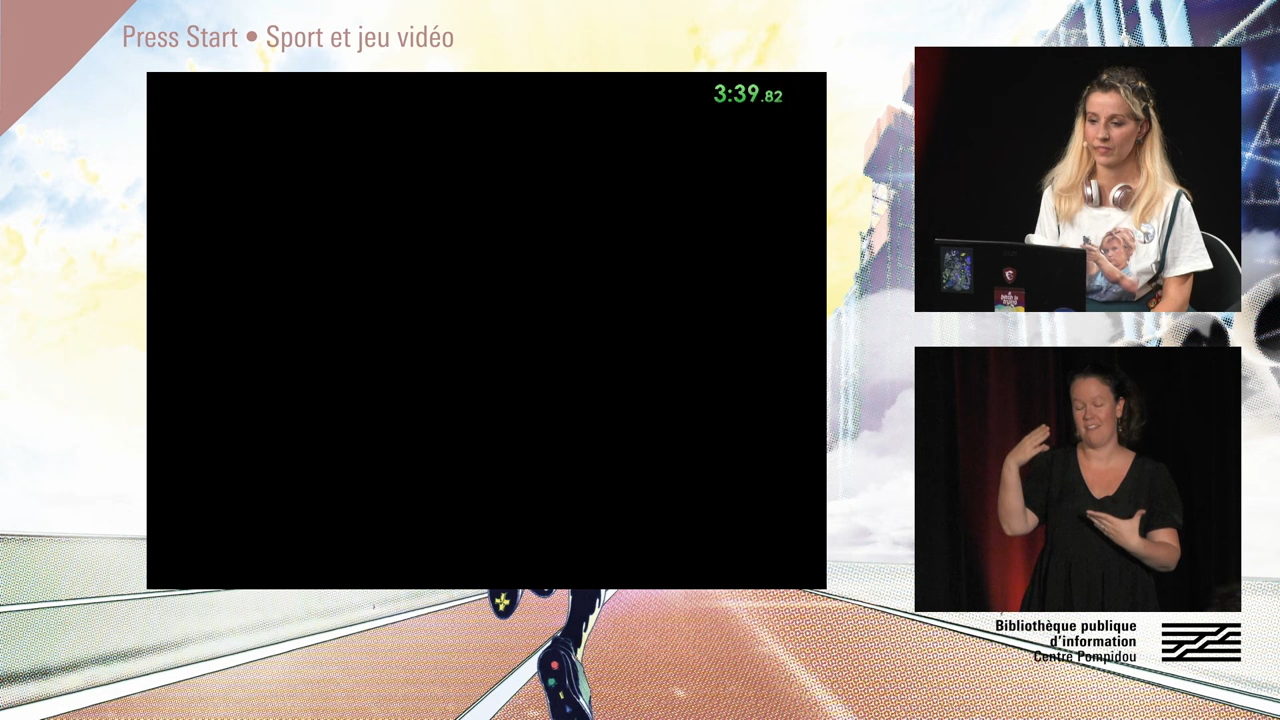 Press Start • Sport et jeu vidéo
3:39.82
Bibliothèque publique
d'information
Centre Pompidou